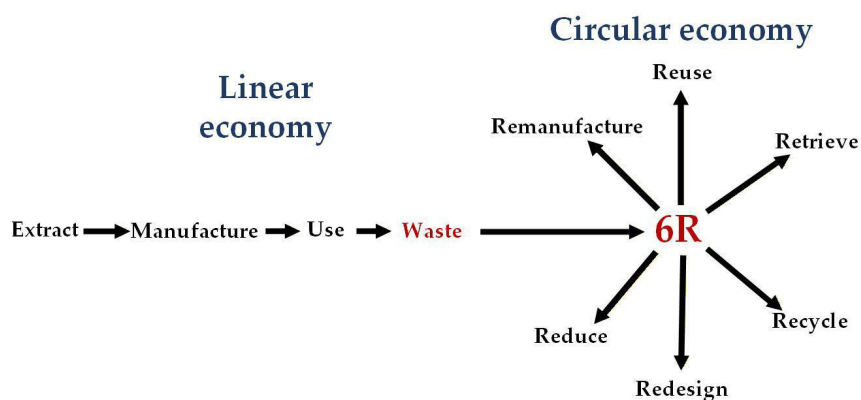 Circular economy
Linear
economy
Reuse
Remanufacture
Retrieve
Extract
Manufacture
Use
Waste
6R
Reduce
Recycle
Redesign